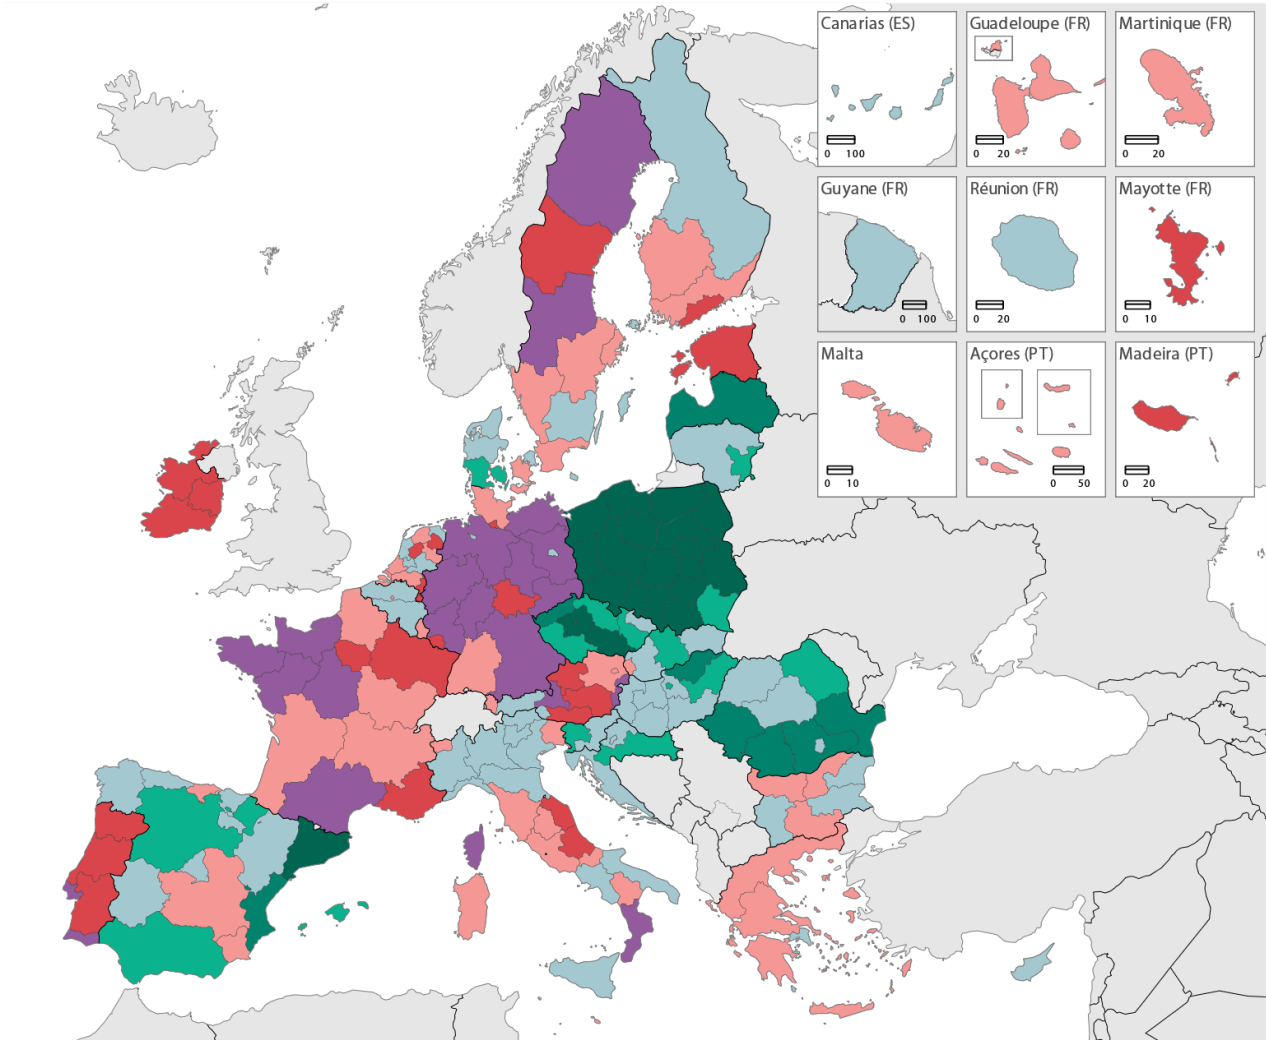 Canarias (ES)
0 100
Guadeloupe (FR)
0 20
Martinique (FR)
0 20
Guyane (FR)
0 100
Réunion (FR)
0 20
Mayotte (FR)
0 10
Malta
0 10
Açores (PT)
0 50
Madeira (PT)
0 20